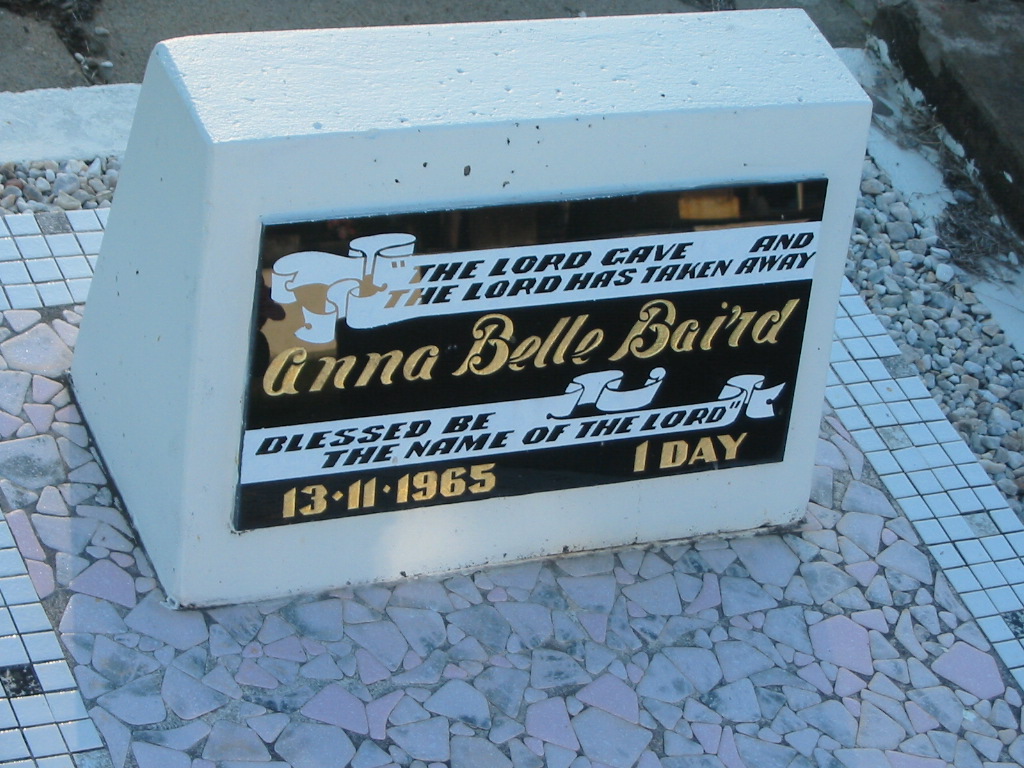 "THE LORD GAVE AND
THE LORD HAS TAKEN AWAY
Anna Belle Baird
BLESSED BE
THE NAME OF THE LORD"
13·11·1965 1 DAY